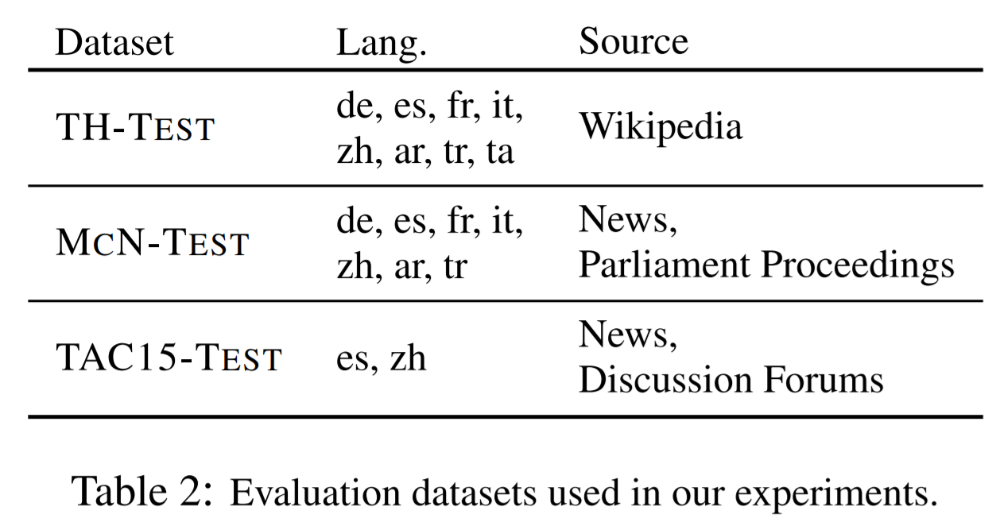 Dataset Lang. Source
TH-TEST de, es, fr, it, zh, ar, tr, ta Wikipedia
MCN-TEST de, es, fr, it, zh, ar, tr News, Parliament Proceedings
TAC15-TEST es, zh News, Discussion Forums
Table 2: Evaluation datasets used in our experiments.